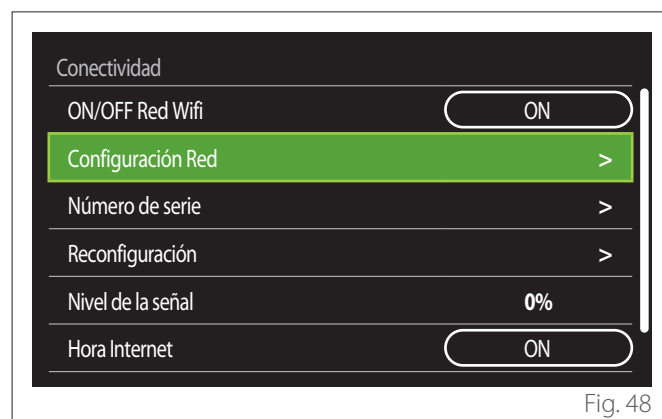 Conectividad
ON/OFF Red Wifi ON
Configuración Red >
Número de serie >
Reconfiguración >
Nivel de la señal 0%
Hora Internet ON
Fig. 48